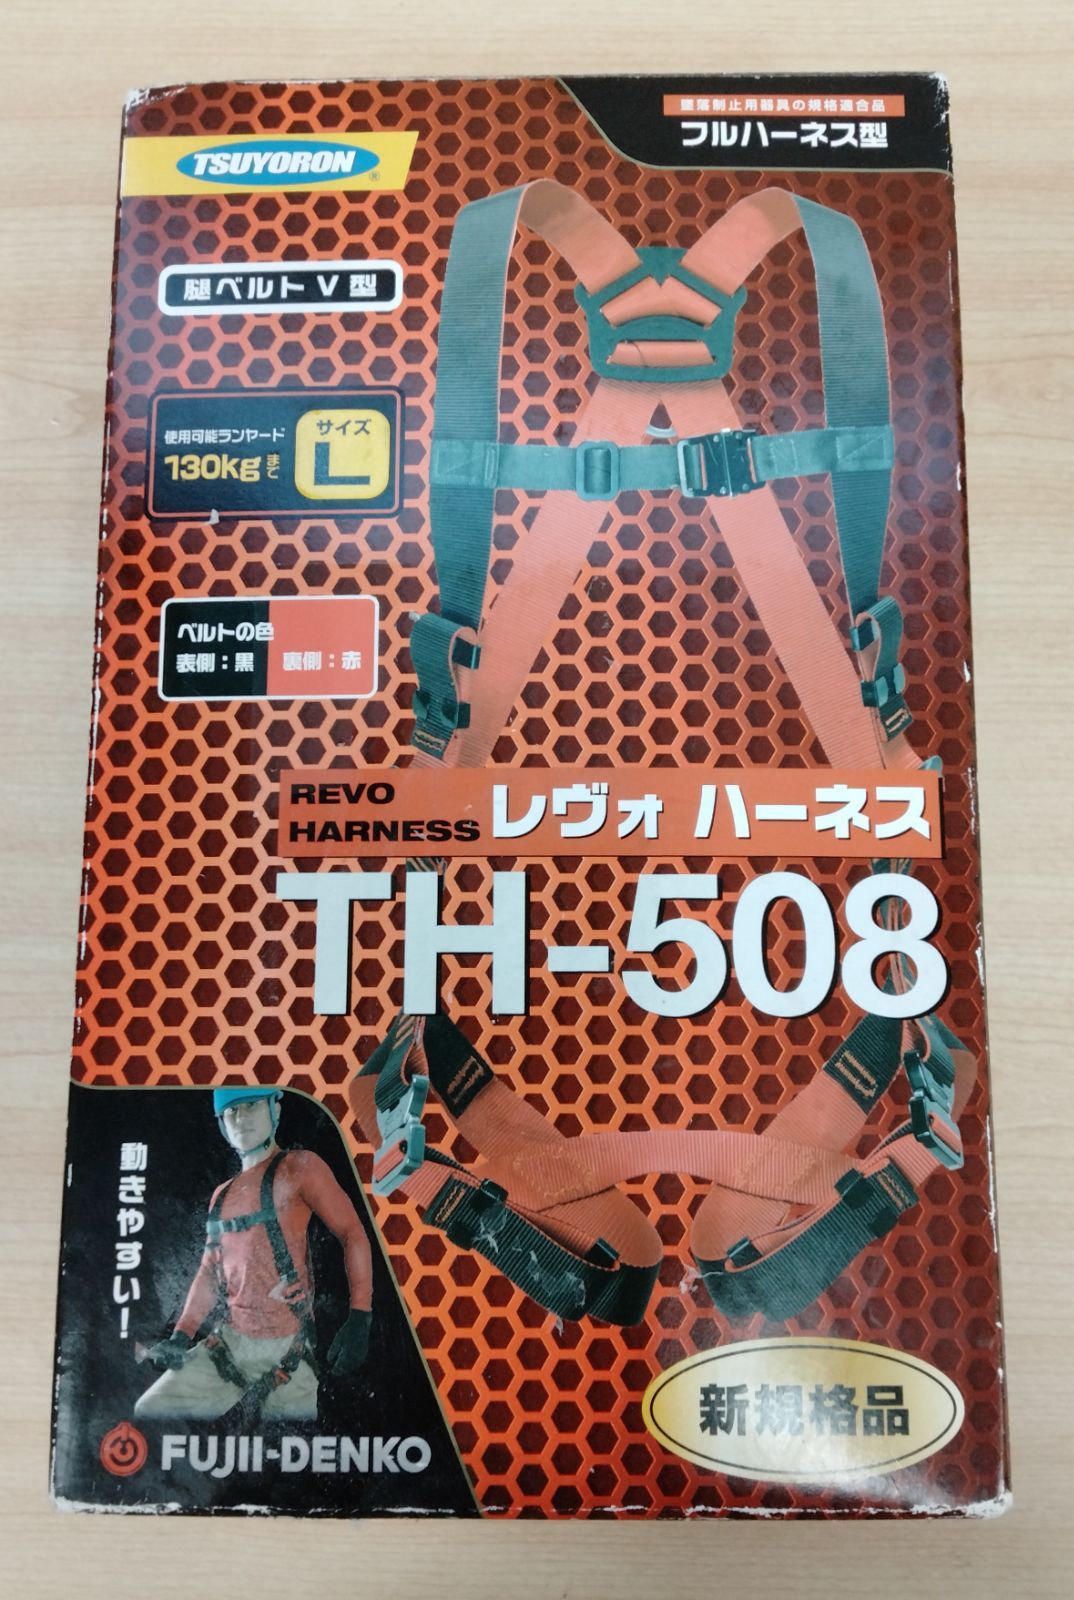 墜落制止用器具の規格適合品
フルハーネス型
TSUYORON
®
腿ベルト V 型
使用可能ランヤード
130kgまで
サイズ
L
ベルトの色
表側：黒 裏側：赤
REVO
HARNESS
レヴォ ハーネス
TH-508
動きやすい！
新規格品
FUJII-DENKO